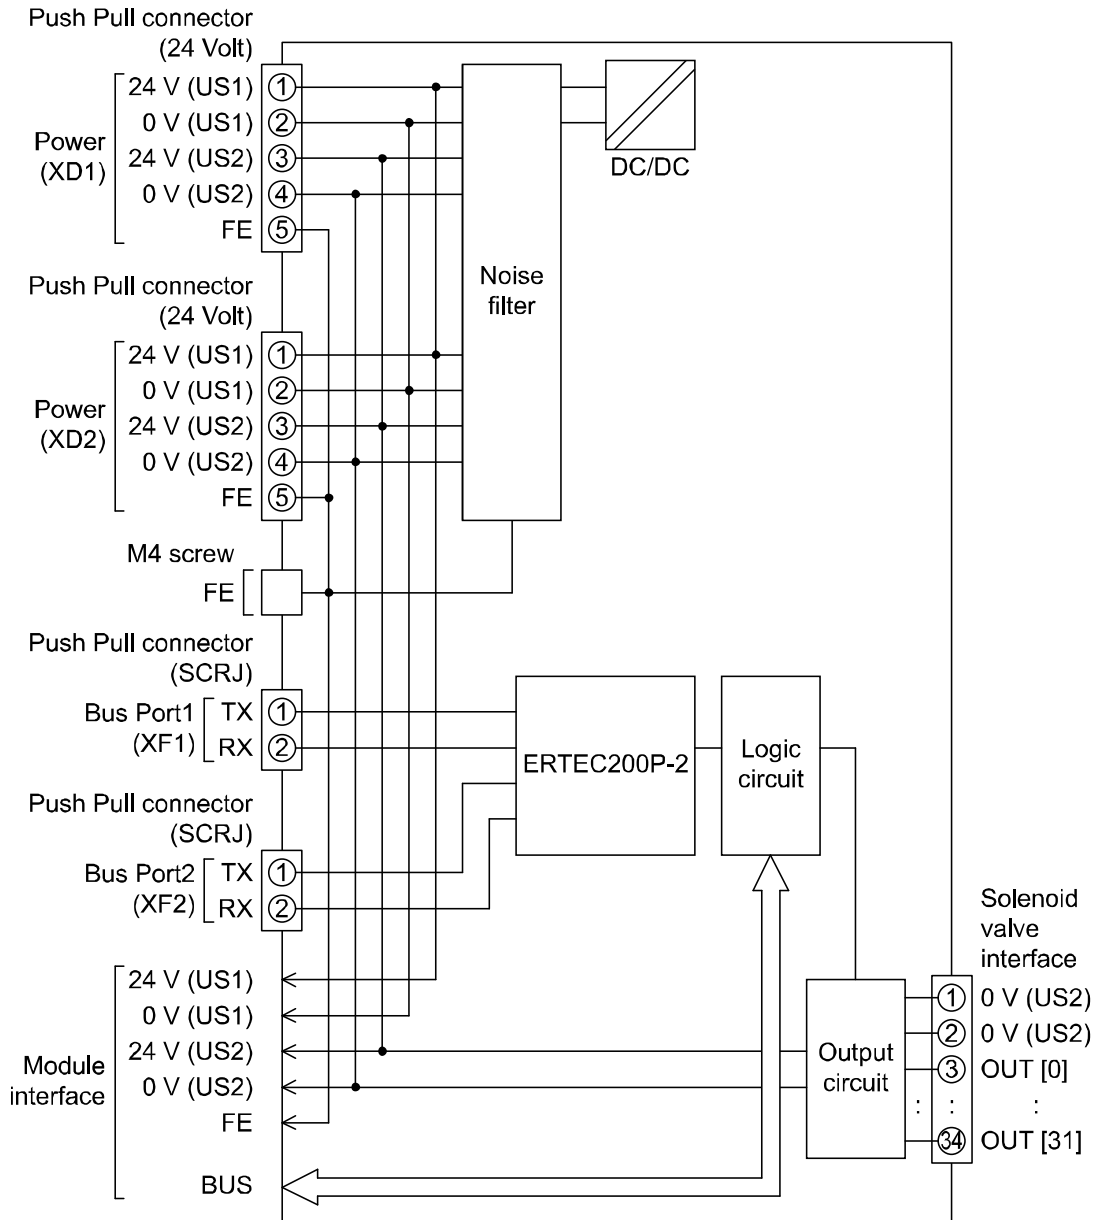 Push Pull connector
(24 Volt)
Power
(XD1)
24 V (US1) ①
0 V (US1) ②
24 V (US2) ③
0 V (US2) ④
FE ⑤
Noise
filter
DC/DC
Push Pull connector
(24 Volt)
Power
(XD2)
24 V (US1) ①
0 V (US1) ②
24 V (US2) ③
0 V (US2) ④
FE ⑤
M4 screw
FE
Push Pull connector
(SCRJ)
Bus Port1
(XF1)
TX ①
RX ②
ERTEC200P-2
Logic
circuit
Push Pull connector
(SCRJ)
Bus Port2
(XF2)
TX ①
RX ②
Module
interface
24 V (US1)
0 V (US1)
24 V (US2)
0 V (US2)
FE
BUS
Output
circuit
Solenoid
valve
interface
① 0 V (US2)
② 0 V (US2)
③ OUT [0]
: : :
㉞ OUT [31]